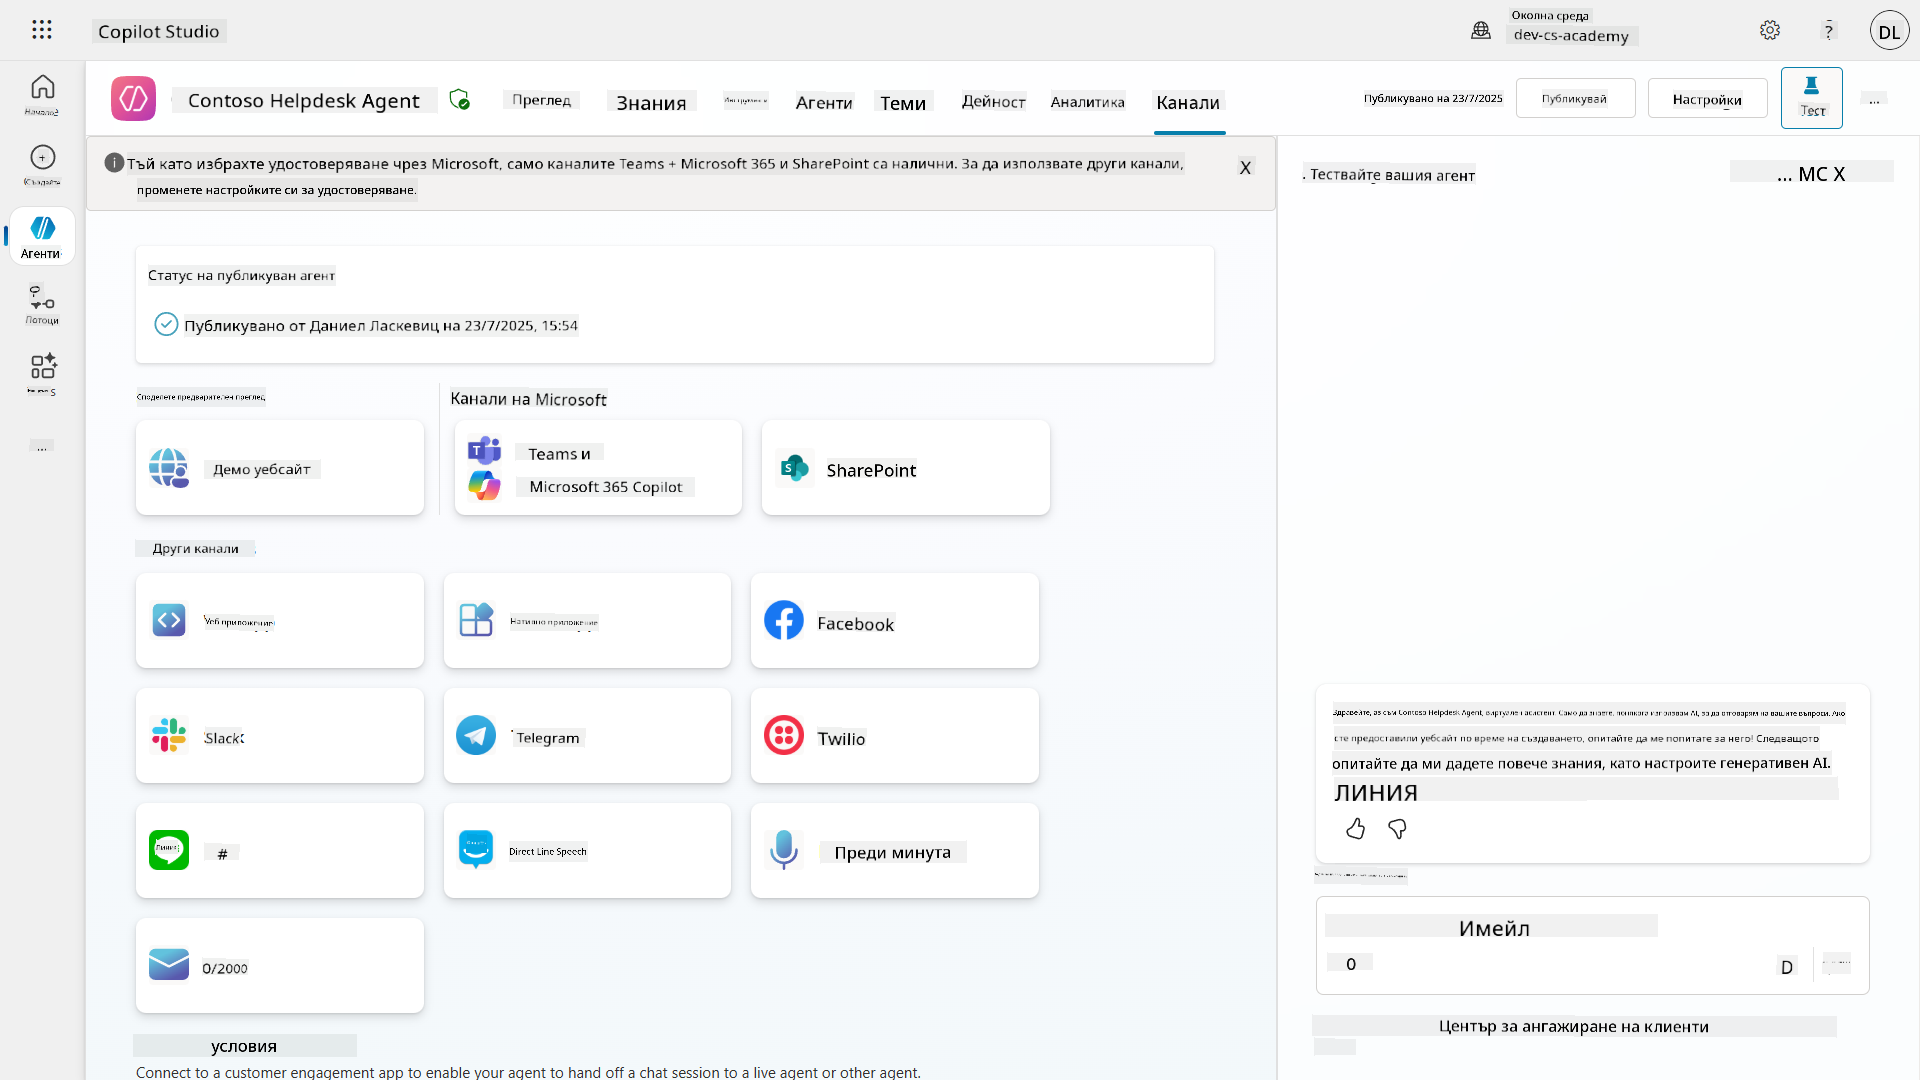 Copilot Studio
Околна среда
dev-cs-academy
?
DL
Contoso Helpdesk Agent
Преглед
Знания
Агенти
Теми
Дейност
Аналитика
Канали
Публикувано на 23/7/2025
Публикувай
Настройки
Тест
...
Начало
Създайте
Агенти
Потоци
...
Тъй като избрахте удостоверяване чрез Microsoft, само каналите Teams + Microsoft 365 и SharePoint са налични. За да използвате други канали,
променете настройките си за удостоверяване.
X
Статус на публикуван агент
Публикувано от Даниел Ласкевиц на 23/7/2025, 15:54
Споделете предварителен преглед
Канали на Microsoft
Демо уебсайт
Teams и
Microsoft 365 Copilot
SharePoint
Други канали
Уеб приложение
Нативно приложение
Facebook
Slack
Telegram
Twilio
#
Direct Line Speech
Преди минута
0/2000
условия
Connect to a customer engagement app to enable your agent to hand off a chat session to a live agent or other agent.
. Тествайте вашия агент
... МС X
Здравейте, аз съм Contoso Helpdesk Agent, виртуален асистент. Само да знаете, понякога използвам AI, за да отговарям на вашите въпроси. Ако
сте предоставили уебсайт по време на създаването, опитайте да ме попитате за него! Следващото
опитайте да ми дадете повече знания, като настроите генеративен AI.
ЛИНИЯ
Имейл
0
D
Център за ангажиране на клиенти